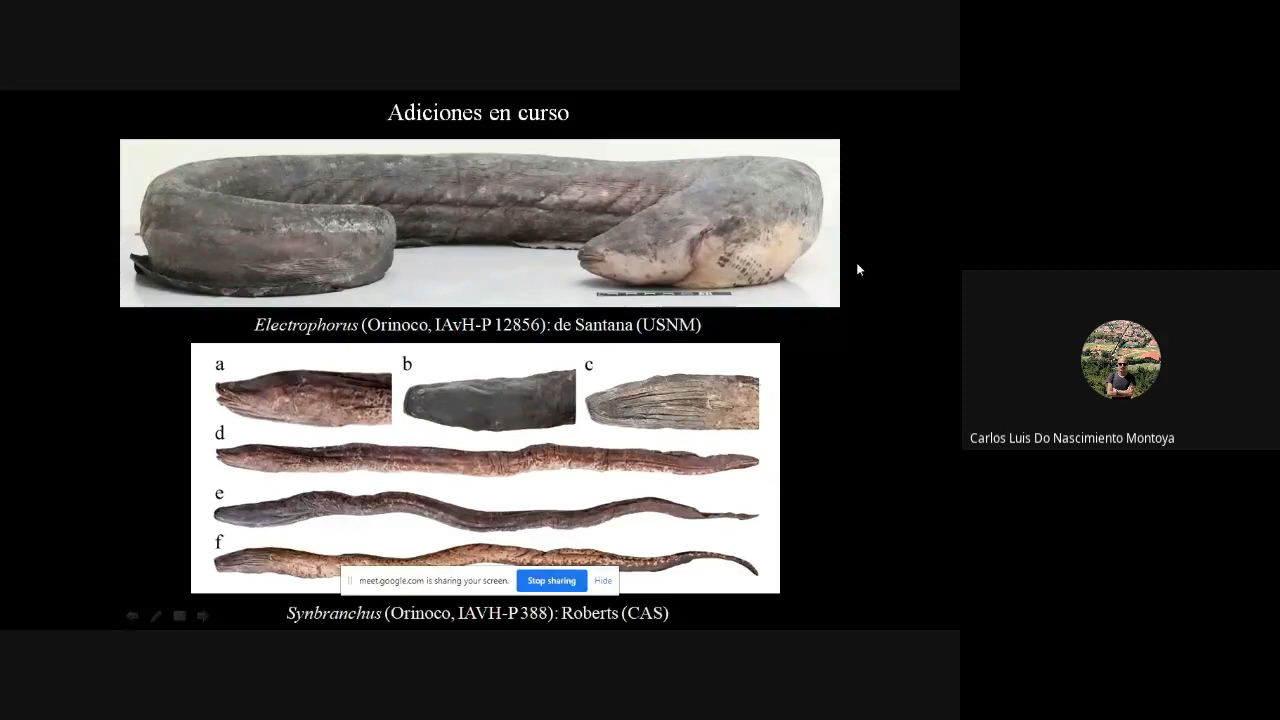 Adiciones en curso
Electrophorus (Orinoco, IAvH-P 12856): de Santana (USNM)
a
b
c
d
e
f
meet.google.com is sharing your screen.
Stop sharing
Hide
Synbranchus (Orinoco, IAVH-P 388): Roberts (CAS)
Carlos Luis Do Nascimiento Montoya